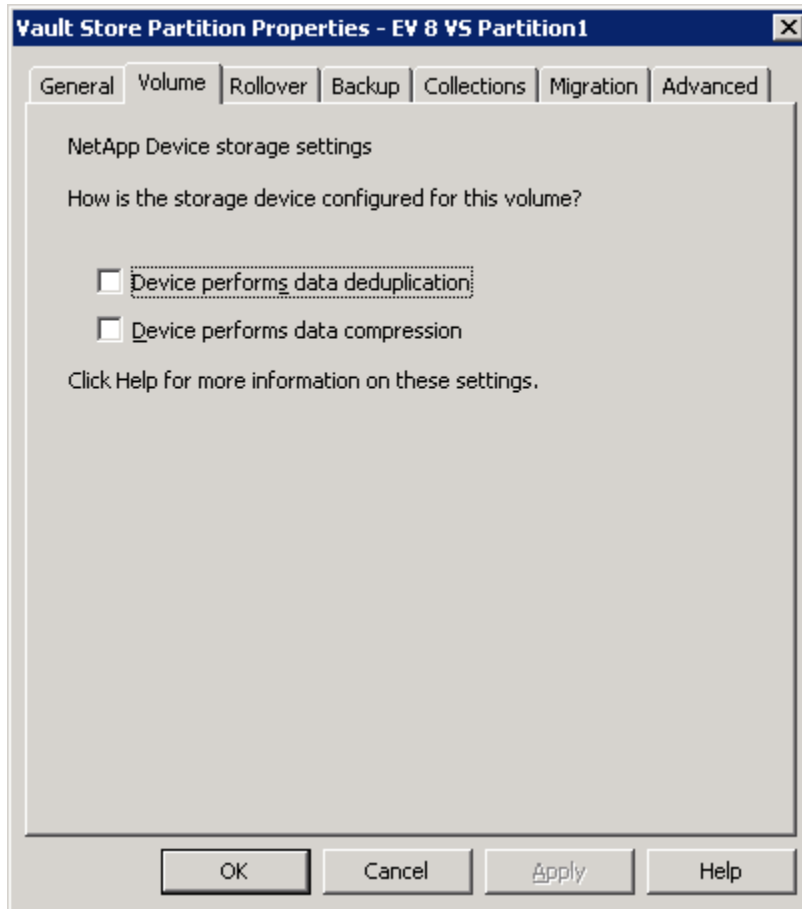 Vault Store Partition Properties - EV 8 VS Partition1
General Volume Rollover Backup Collections Migration Advanced
NetApp Device storage settings
How is the storage device configured for this volume?
Device performs data deduplication
Device performs data compression
Click Help for more information on these settings.
OK Cancel Apply Help